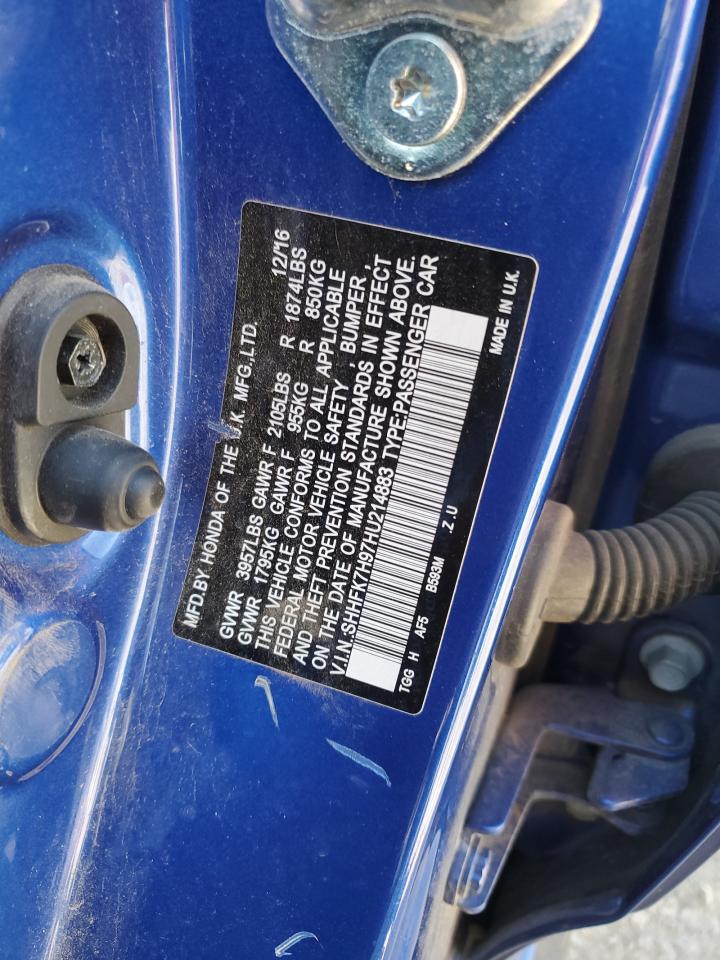 MFD.BY HONDA OF THE U.K. MFG.,LTD. 12/16
GVWR 3957LBS GAWR F 2105LBS R 1874LBS
GVWR 1795KG GAWR F 955KG R 850KG
THIS VEHICLE CONFORMS TO ALL APPLICABLE
FEDERAL MOTOR VEHICLE SAFETY BUMPER,
AND THEFT PREVENTION STANDARDS IN EFFECT
ON THE DATE OF MANUFACTURE SHOWN ABOVE.
V.I.N.:SHHFK7H97HU214683 TYPE:PASSENGER CAR
TGG H AF5 B593M .Z U MADE IN U.K.